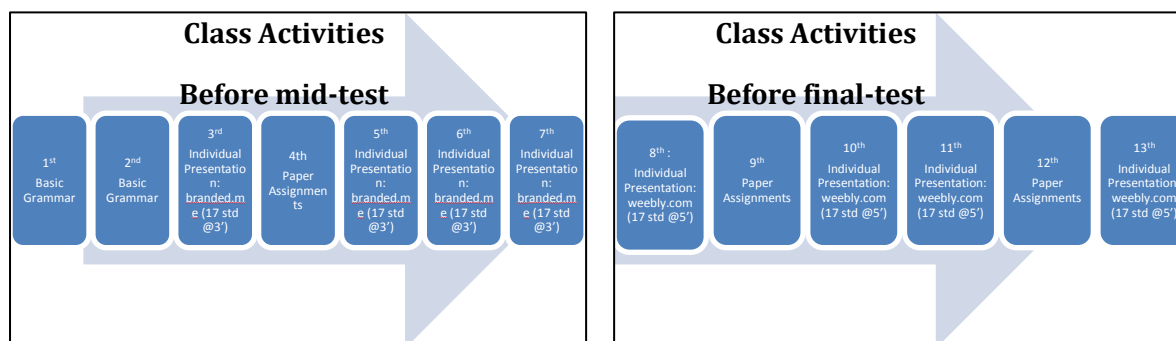 Class Activities
Before mid-test
1st
Basic
Grammar
2nd
Basic
Grammar
3rd
Individual
Presentatio
n:
branded.m
e (17 std
@3')
4th
Paper
Assignmen
ts
5th
Individual
Presentatio
n:
branded.m
e (17 std
@3')
6th
Individual
Presentatio
n:
branded.m
e (17 std
@3')
7th
Individual
Presentatio
n:
branded.m
e (17 std
@3')
Class Activities
Before final-test
8th :
Individual
Presentation:
weebly.com
(17 std @5')
9th
Paper
Assignments
10th
Individual
Presentation:
weebly.com
(17 std @5')
11th
Individual
Presentation:
weebly.com
(17 std @5')
12th
Paper
Assignments
13th
Individual
Presentation:
weebly.com
(17 std @5')